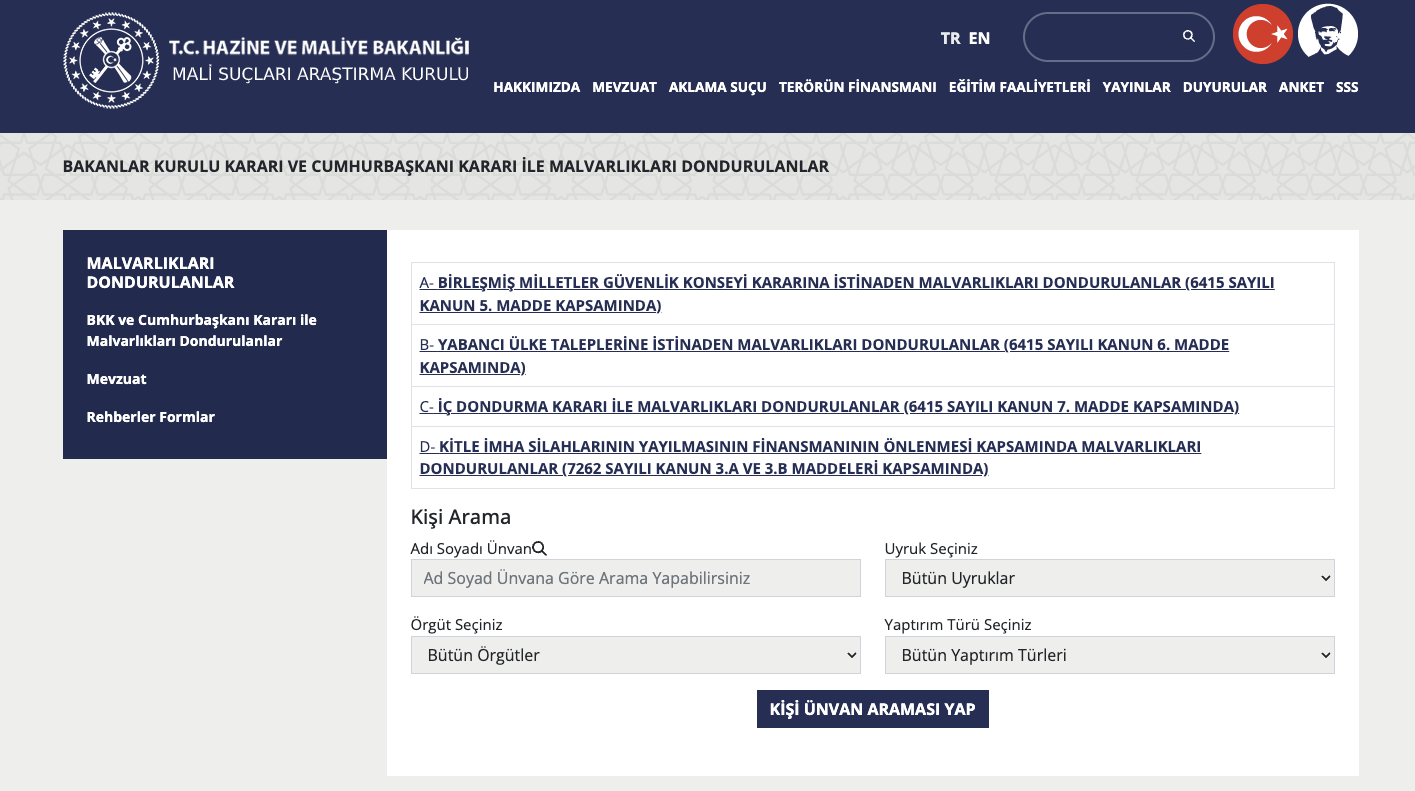 T.C. HAZİNE VE MALİYE BAKANLIĞI
MALİ SUÇLARI ARAŞTIRMA KURULU
TR EN
HAKKIMIZDA MEVZUAT AKLAMA SUÇU TERÖRÜN FİNANSMANI EĞİTİM FAALİYETLERİ YAYINLAR DUYURULAR ANKET SSS
BAKANLAR KURULU KARARI VE CUMHURBAŞKANI KARARI İLE MALVARLIKLARI DONDURULANLAR
MALVARLIKLARI
DONDURULANLAR
BKK ve Cumhurbaşkanı Kararı ile
Malvarlıkları Dondurulanlar
Mevzuat
Rehberler Formlar
A- BİRLEŞMİŞ MİLLETLER GÜVENLİK KONSEYİ KARARINA İSTİNADEN MALVARLIKLARI DONDURULANLAR (6415 SAYILI
KANUN 5. MADDE KAPSAMINDA)
B- YABANCI ÜLKE TALEPLERİNE İSTİNADEN MALVARLIKLARI DONDURULANLAR (6415 SAYILI KANUN 6. MADDE
KAPSAMINDA)
C- İÇ DONDURMA KARARI İLE MALVARLIKLARI DONDURULANLAR (6415 SAYILI KANUN 7. MADDE KAPSAMINDA)
D- KİTLE İMHA SİLAHLARININ YAYILMASININ FİNANSMANININ ÖNLENMESİ KAPSAMINDA MALVARLIKLARI
DONDURULANLAR (7262 SAYILI KANUN 3.A VE 3.B MADDELERİ KAPSAMINDA)
Kişi Arama
Adı Soyadı Ünvan
Ad Soyad Ünvana Göre Arama Yapabilirsiniz
Uyruk Seçiniz
Bütün Uyruklar
Örgüt Seçiniz
Bütün Örgütler
Yaptırım Türü Seçiniz
Bütün Yaptırım Türleri
KİŞİ ÜNVAN ARAMASI YAP